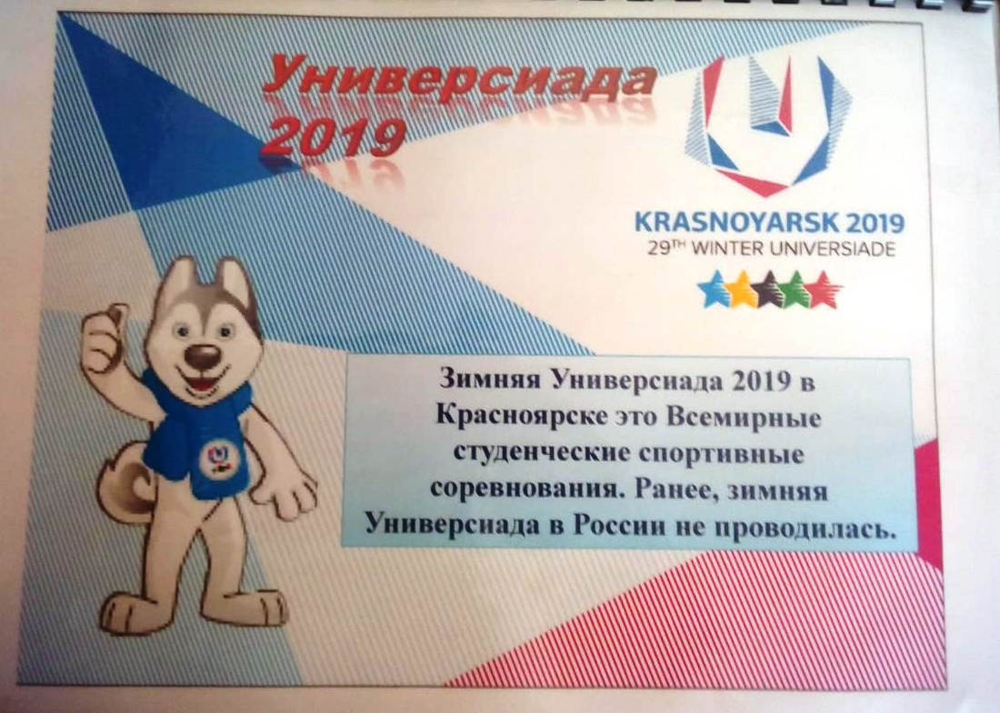 Универсиада
2019
KRASNOYARSK 2019
29TH WINTER UNIVERSIADE
Зимняя Универсиада 2019 в
Красноярске это Всемирные
студенческие спортивные
соревнования. Ранее, зимняя
Универсиада в России не проводилась.